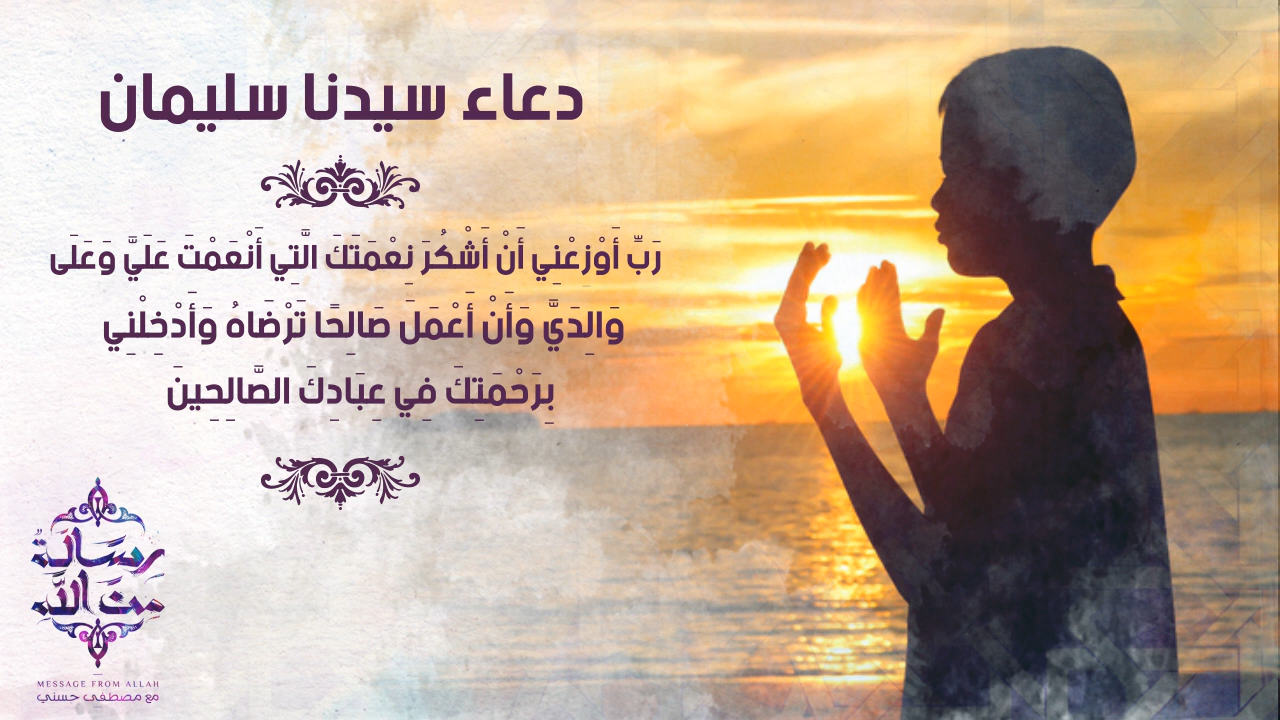 دعاء سيدنا سليمان
رَبِّ أَوْزِعْنِي أَنْ أَشْكُرَ نِعْمَتَكَ الَّتِي أَنْعَمْتَ عَلَيَّ وَعَلَى
وَالِدَيَّ وَأَنْ أَعْمَلَ صَالِحًا تَرْضَاهُ وَأَدْخِلْنِي
بِرَحْمَتِكَ فِي عِبَادِكَ الصَّالِحِينَ
رسالة
من الله
MESSAGE FROM ALLAH
مع مصطفى حسني